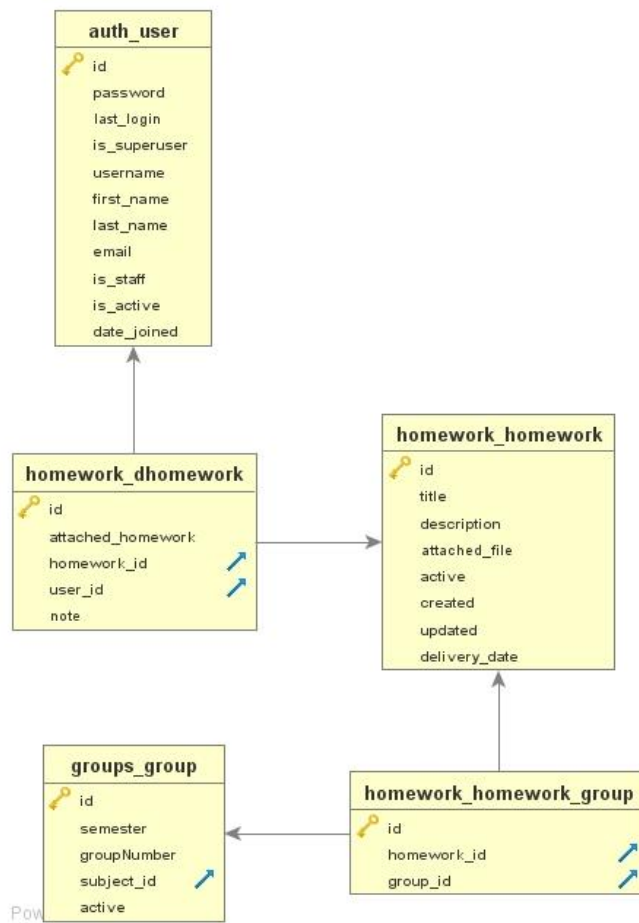 auth_user
id
password
last_login
is_superuser
username
first_name
last_name
email
is_staff
is_active
date_joined
homework_dhomework
id
attached_homework
homework_id
user_id
note
homework_homework
id
title
description
attached_file
active
created
updated
delivery_date
groups_group
id
semester
groupNumber
subject_id
active
homework_homework_group
id
homework_id
group_id